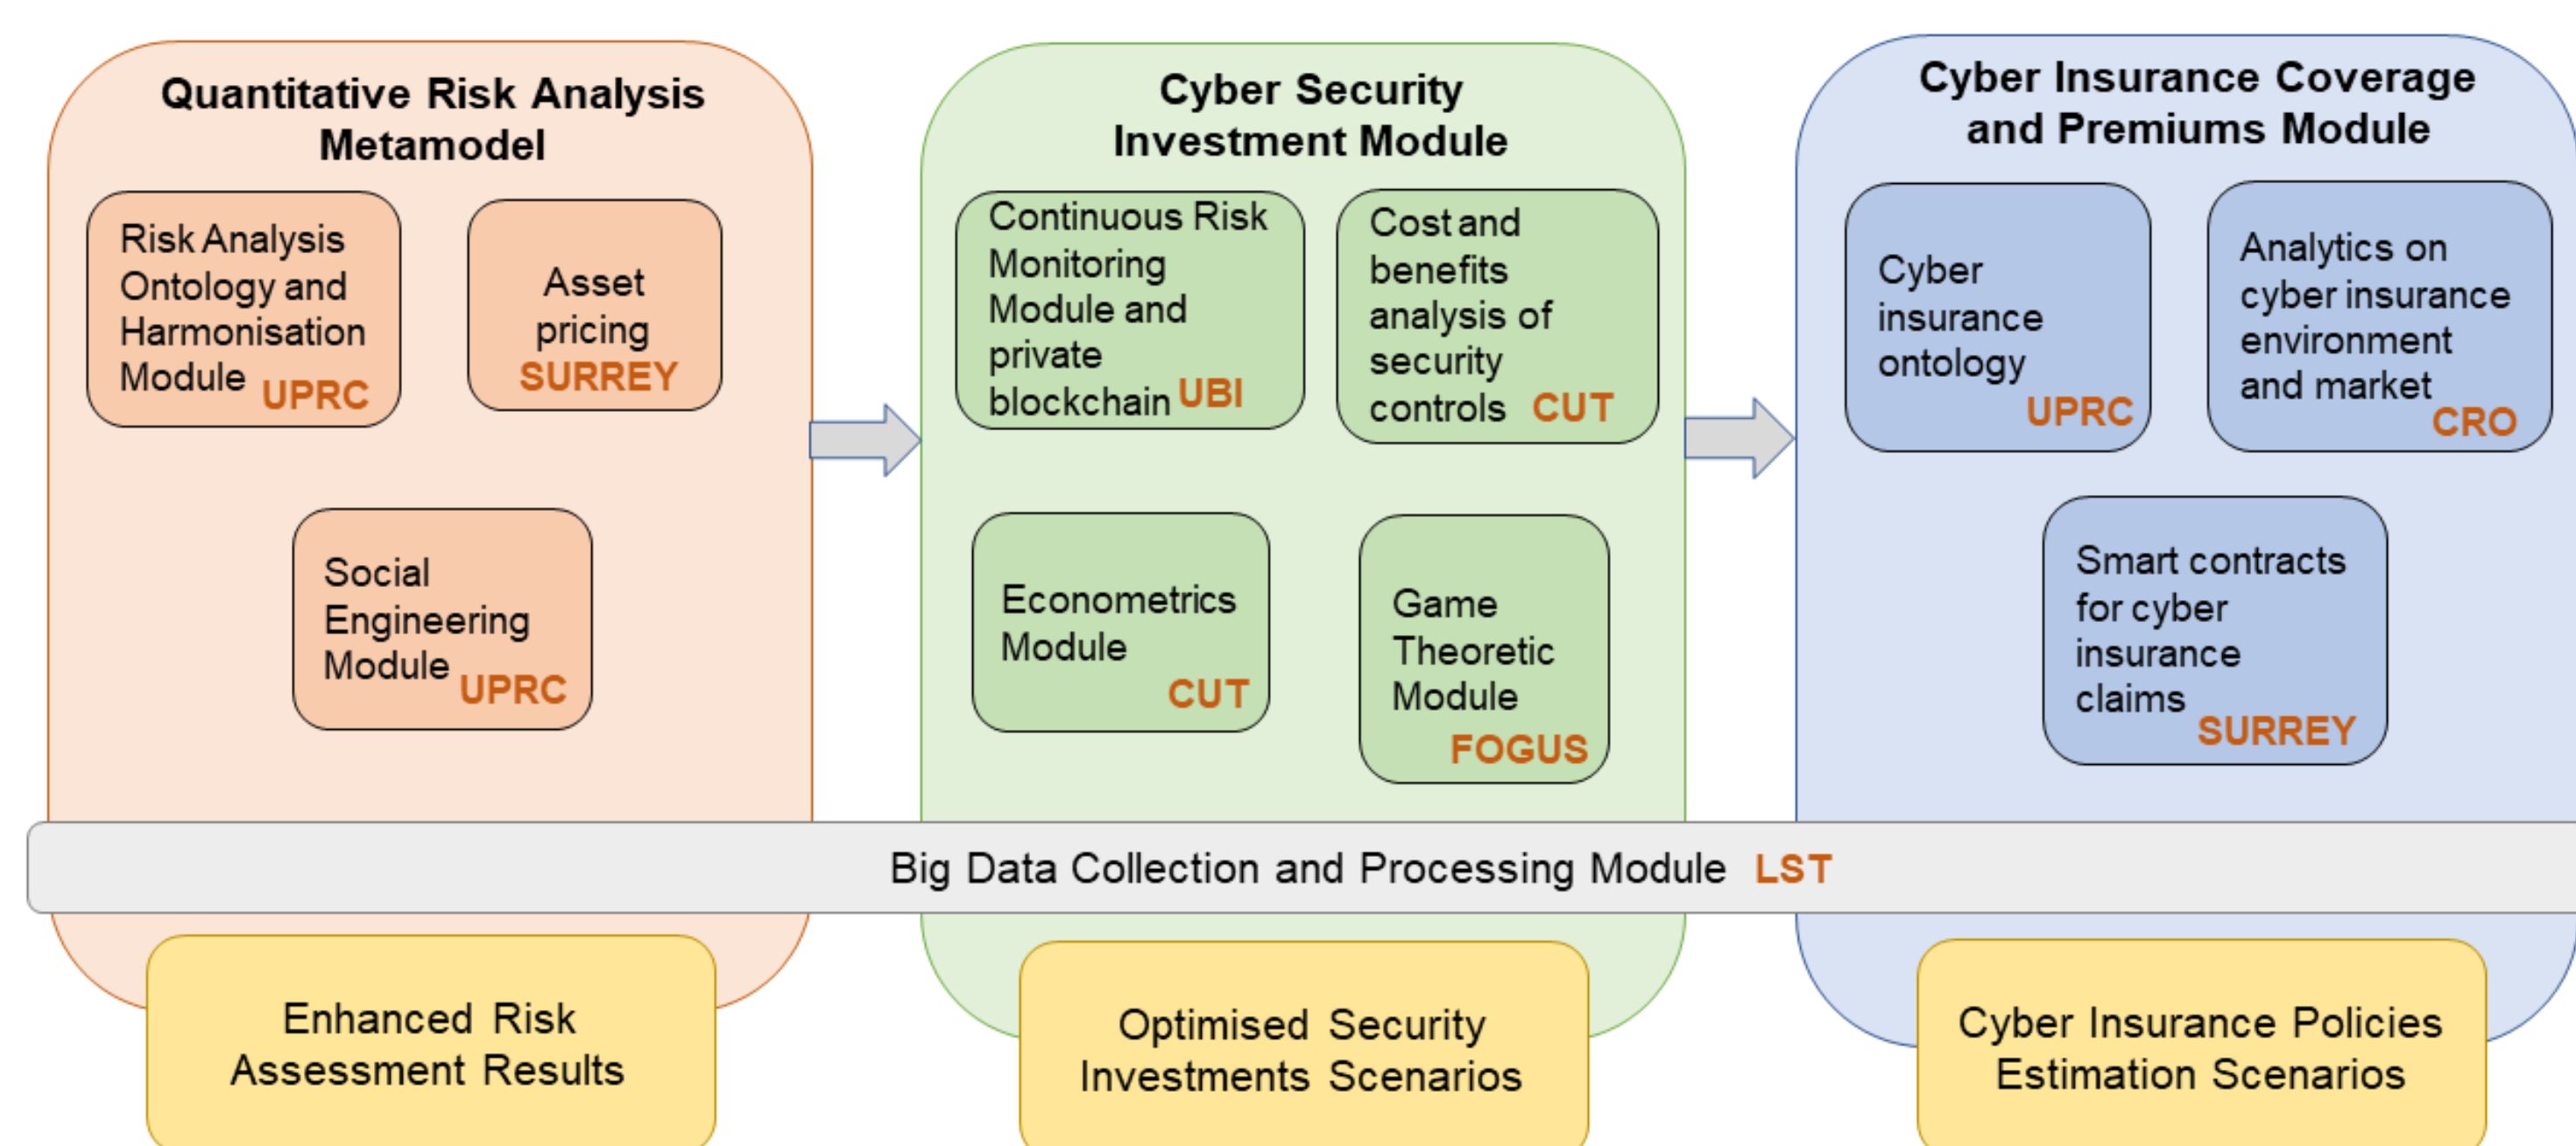 Quantitative Risk Analysis
Metamodel
Risk Analysis
Ontology and
Harmonisation
Module UPRC
Asset
pricing
SURREY
Social
Engineering
Module UPRC
Cyber Security
Investment Module
Continuous Risk
Monitoring
Module and
private
blockchain UBI
Cost and
benefits
analysis of
security
controls CUT
Econometrics
Module
CUT
Game
Theoretic
Module
FOGUS
Cyber Insurance Coverage
and Premiums Module
Cyber
insurance
ontology
UPRC
Analytics on
cyber insurance
environment
and market
CRO
Smart contracts
for cyber
insurance
claims
SURREY
Big Data Collection and Processing Module LST
Enhanced Risk
Assessment Results
Optimised Security
Investments Scenarios
Cyber Insurance Policies
Estimation Scenarios